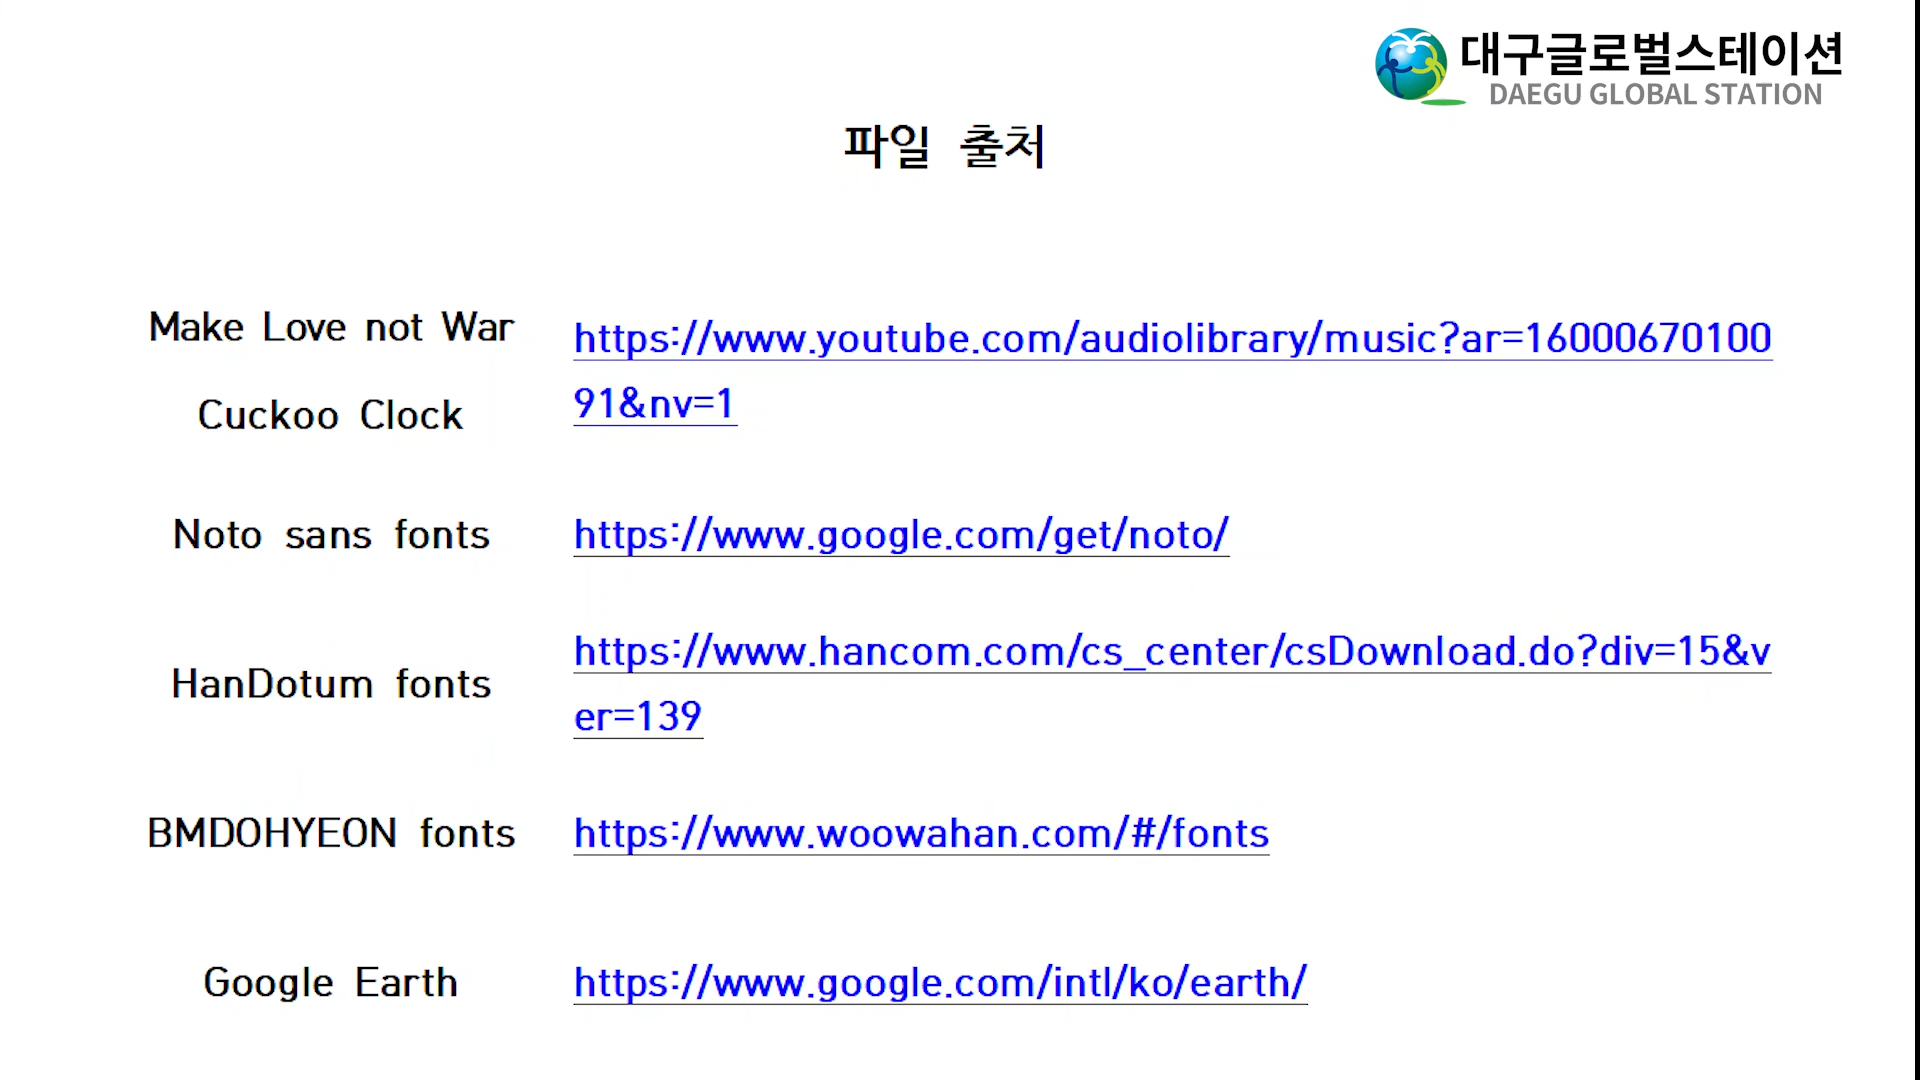 대구글로벌스테이션
DAEGU GLOBAL STATION
파일 출처
Make Love not War
Cuckoo Clock
https://www.youtube.com/audiolibrary/music?ar=16000670100
91&nv=1
Noto sans fonts
https://www.google.com/get/noto/
HanDotum fonts
https://www.hancom.com/cs_center/csDownload.do?div=15&v
er=139
BMDOHYEON fonts
https://www.woowahan.com/#/fonts
Google Earth
https://www.google.com/intl/ko/earth/